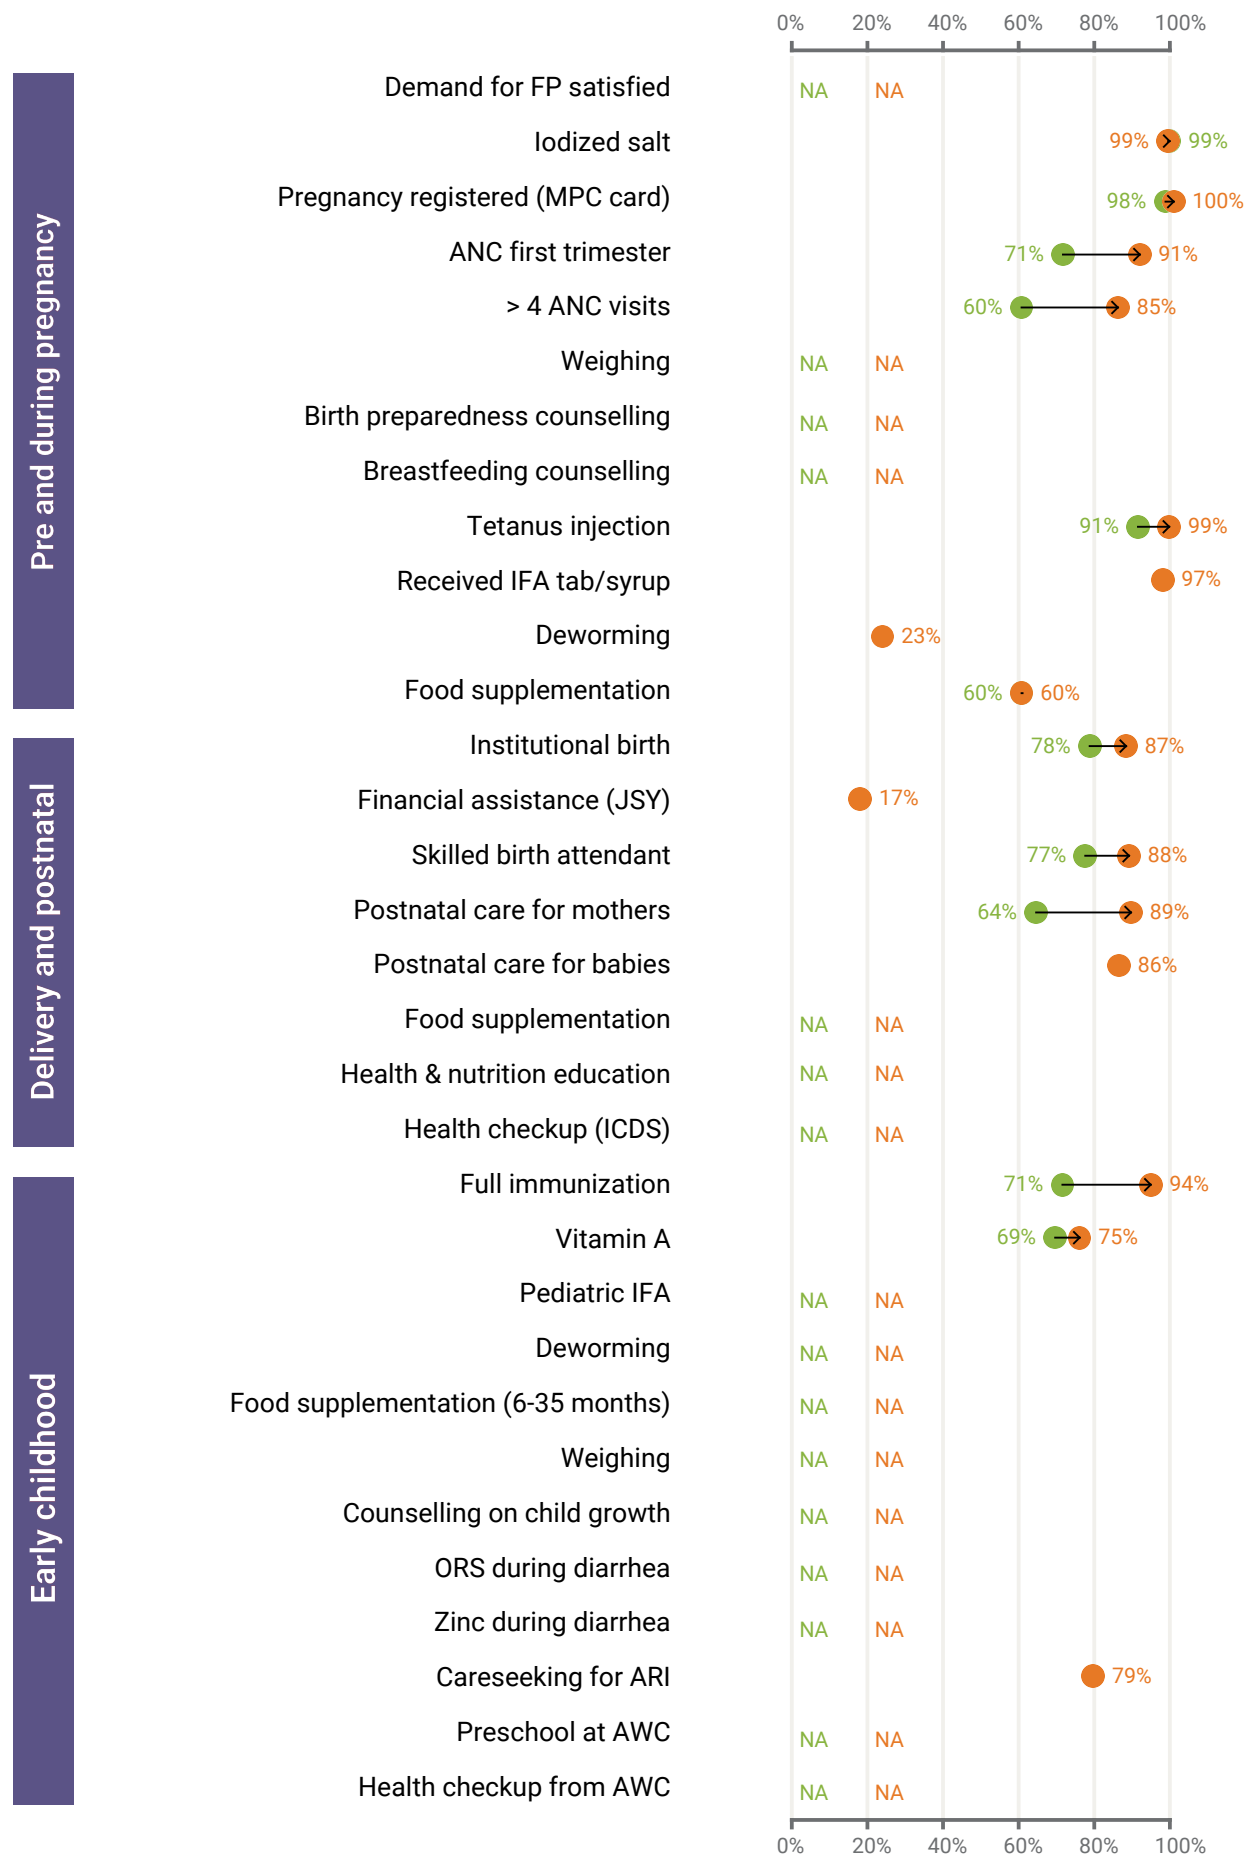 0% 20% 40% 60% 80% 100%
Pre and during pregnancy
Demand for FP satisfied NA NA
Iodized salt 99% 99%
Pregnancy registered (MPC card) 98% 100%
ANC first trimester 71% 91%
> 4 ANC visits 60% 85%
Weighing NA NA
Birth preparedness counselling NA NA
Breastfeeding counselling NA NA
Tetanus injection 91% 99%
Received IFA tab/syrup 97%
Deworming 23%
Food supplementation 60% 60%
Delivery and postnatal
Institutional birth 78% 87%
Financial assistance (JSY) 17%
Skilled birth attendant 77% 88%
Postnatal care for mothers 64% 89%
Postnatal care for babies 86%
Food supplementation NA NA
Health & nutrition education NA NA
Health checkup (ICDS) NA NA
Early childhood
Full immunization 71% 94%
Vitamin A 69% 75%
Pediatric IFA NA NA
Deworming NA NA
Food supplementation (6-35 months) NA NA
Weighing NA NA
Counselling on child growth NA NA
ORS during diarrhea NA NA
Zinc during diarrhea NA NA
Careseeking for ARI 79%
Preschool at AWC NA NA
Health checkup from AWC NA NA
0% 20% 40% 60% 80% 100%